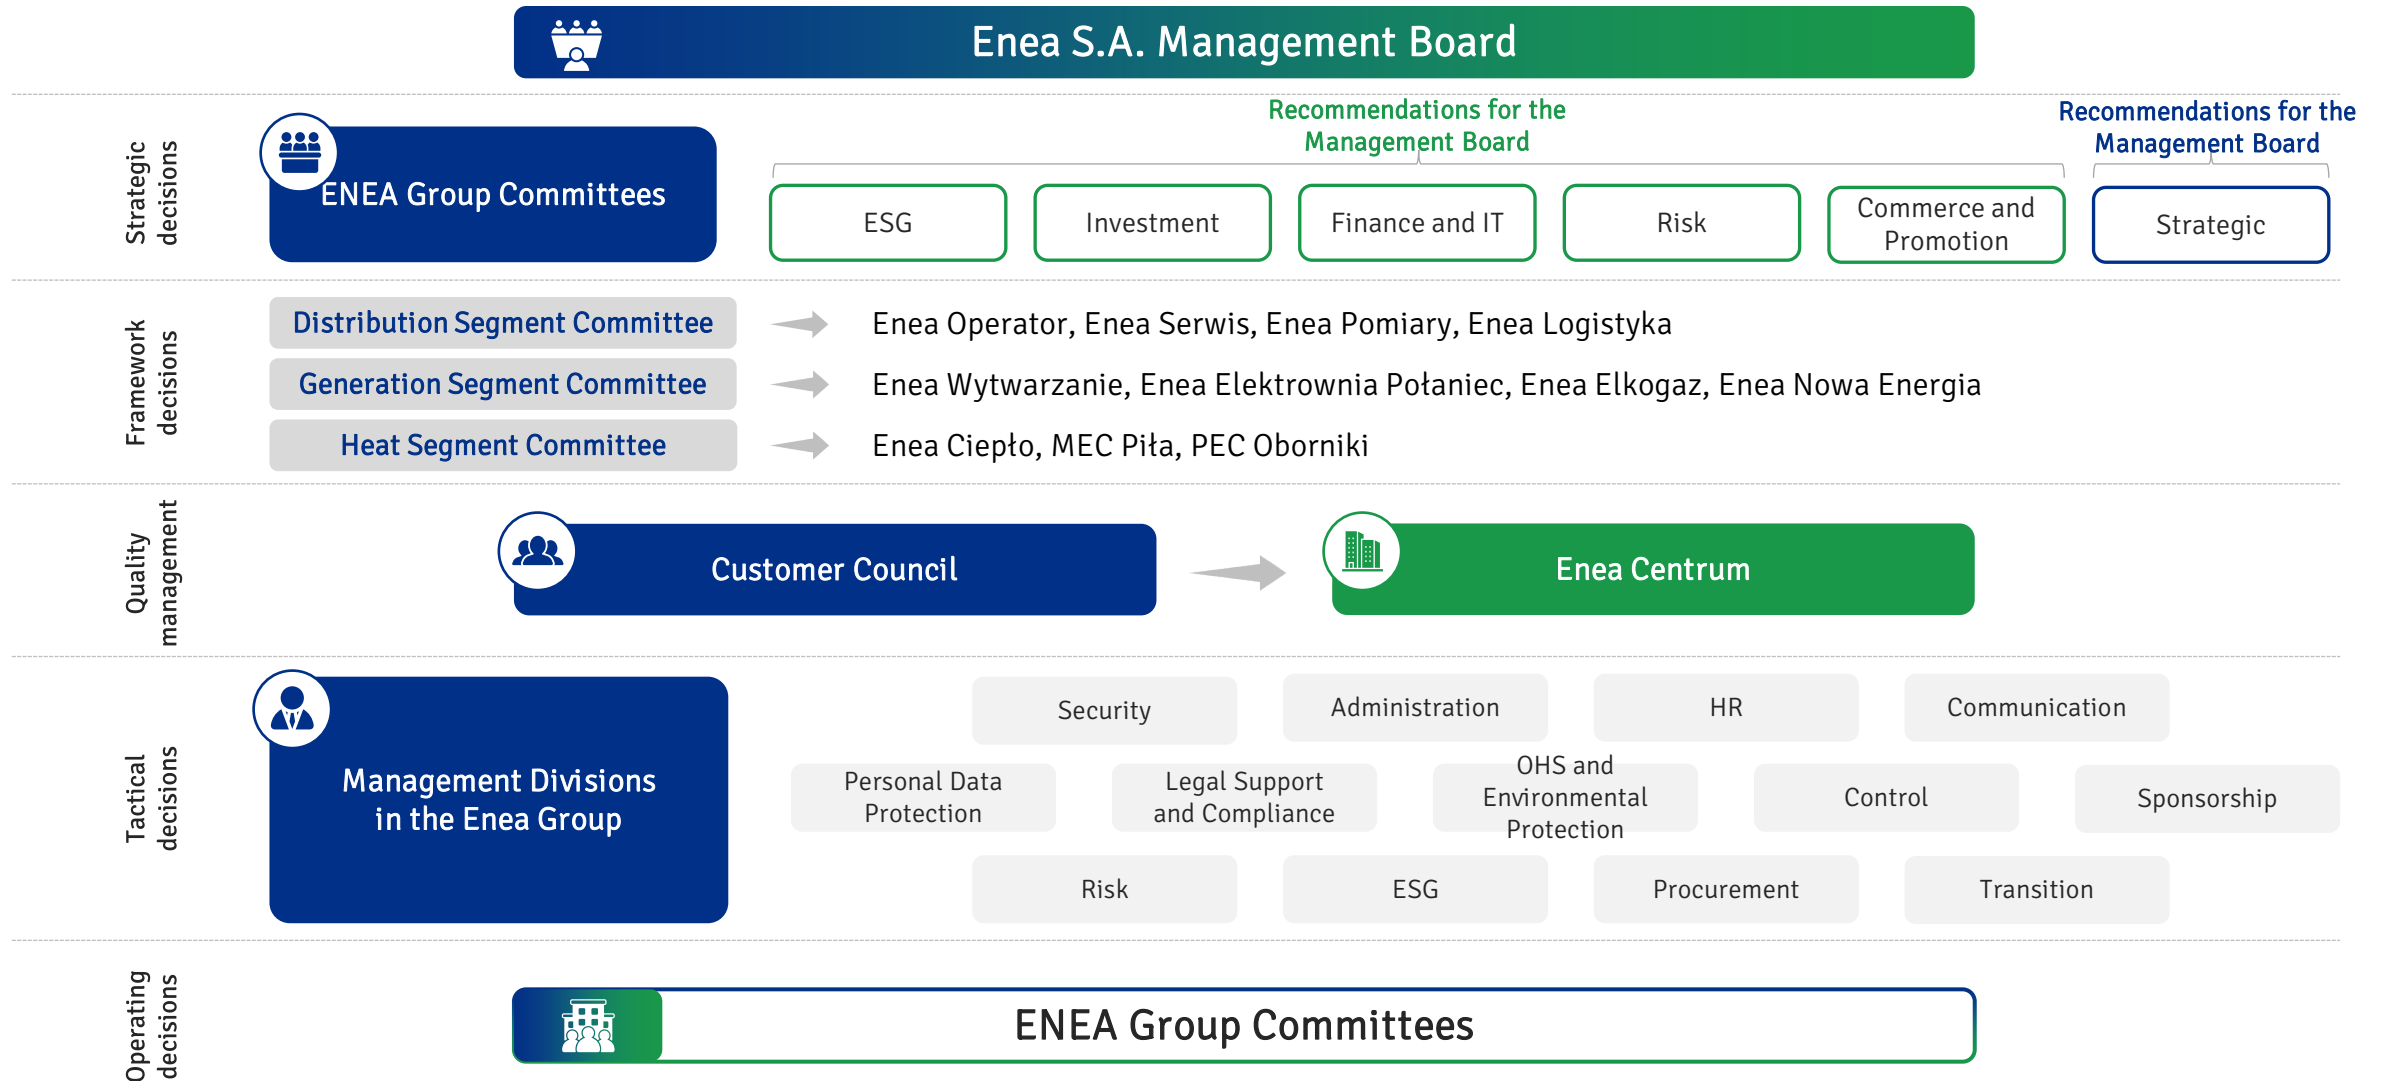 Enea S.A. Management Board
Strategic
decisions
ENEA Group Committees
Recommendations for the
Management Board
Recommendations for the
Management Board
ESG
Investment
Finance and IT
Risk
Commerce and
Promotion
Strategic
Framework
decisions
Distribution Segment Committee
Enea Operator, Enea Serwis, Enea Pomiary, Enea Logistyka
Generation Segment Committee
Enea Wytwarzanie, Enea Elektrownia Połaniec, Enea Elkogaz, Enea Nowa Energia
Heat Segment Committee
Enea Ciepło, MEC Piła, PEC Oborniki
Quality
management
Customer Council
Enea Centrum
Tactical
decisions
Management Divisions
in the Enea Group
Security
Administration
HR
Communication
Personal Data
Protection
Legal Support
and Compliance
OHS and
Environmental
Protection
Control
Sponsorship
Risk
ESG
Procurement
Transition
Operating
decisions
ENEA Group Committees